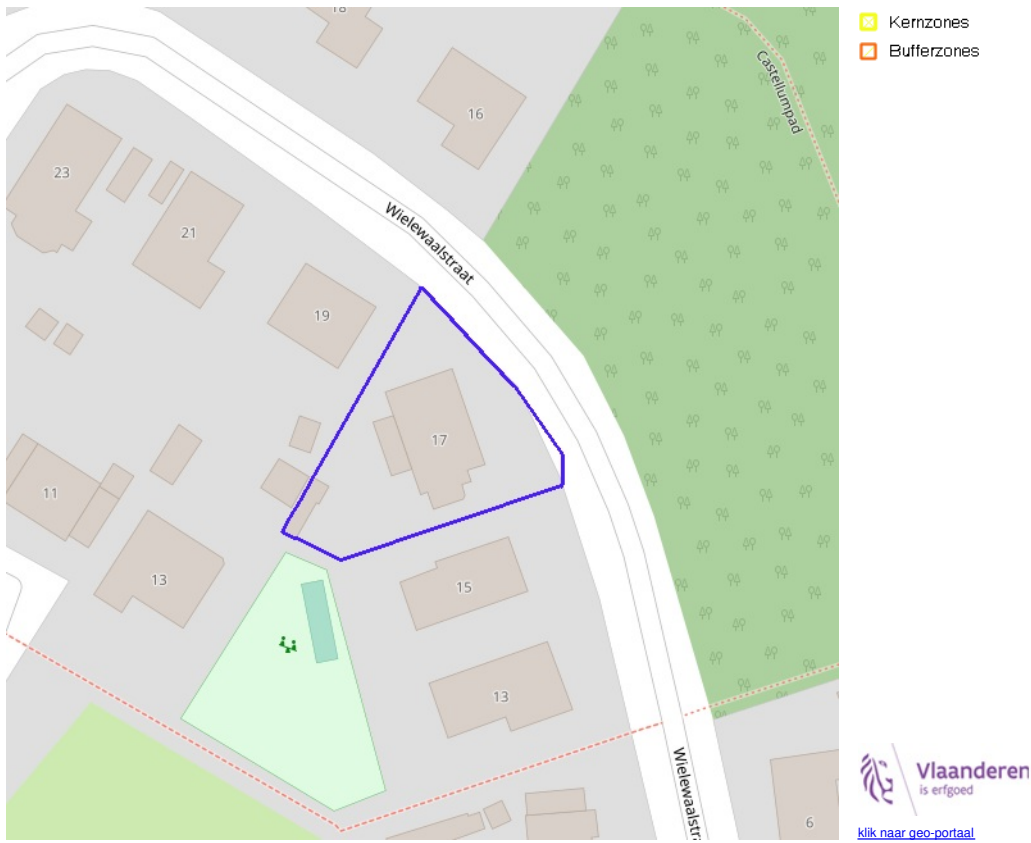 18
Kernzones
Bufferzones
Castellumpad
16
23
21
Wielewaalstraat
19
17
11
13
15
13
Wielewaalstra
6
Vlaanderen
is erfgoed
klik naar geo-portaal